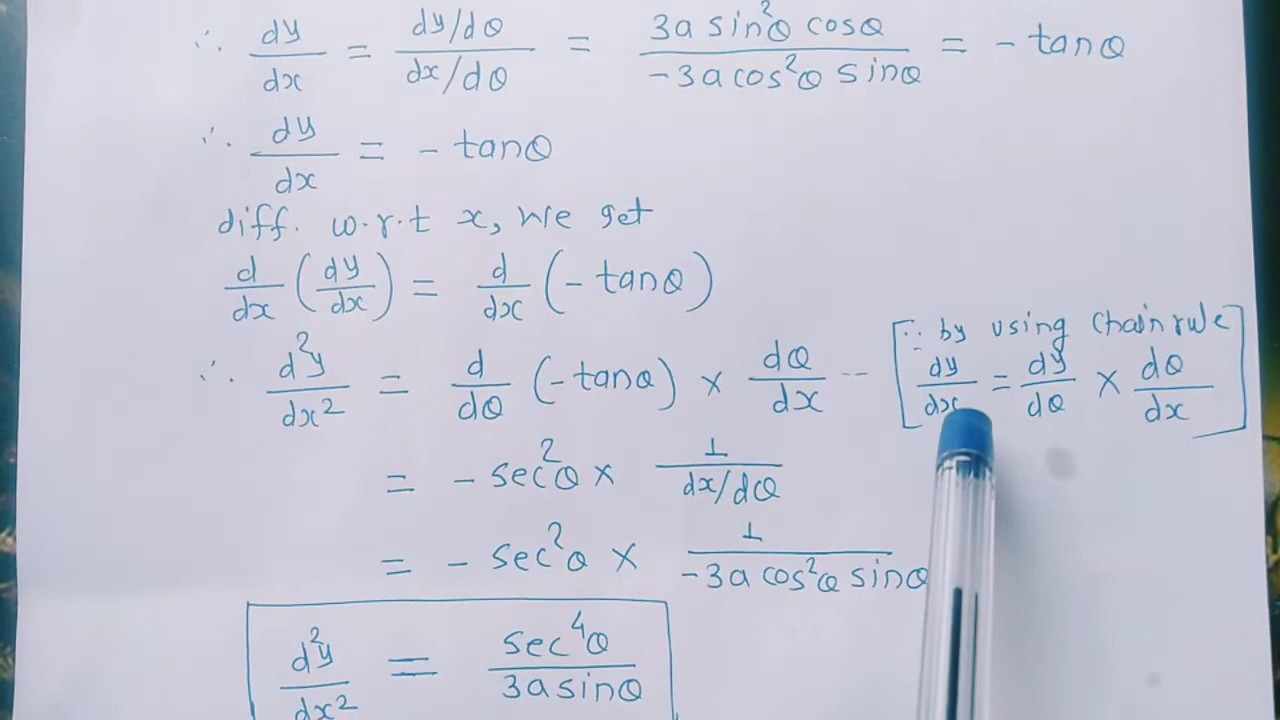 ∴ dy/dx = (dy/dθ)/(dx/dθ) = (3a sin²θ cosθ)/(-3a cos²θ sinθ) = - tanθ
∴ dy/dx = - tanθ
diff. w.r.t x, we get
d/dx (dy/dx) = d/dx (- tanθ)
∴ d²y/dx² = d/dθ (-tanθ) × dθ/dx -- [∵ by using chain rule dy/dx = dy/dθ × dθ/dx]
= - sec²θ × 1/(dx/dθ)
= - sec²θ × 1/(-3a cos²θ sinθ)
d²y/dx² = sec⁴θ/(3a sinθ)